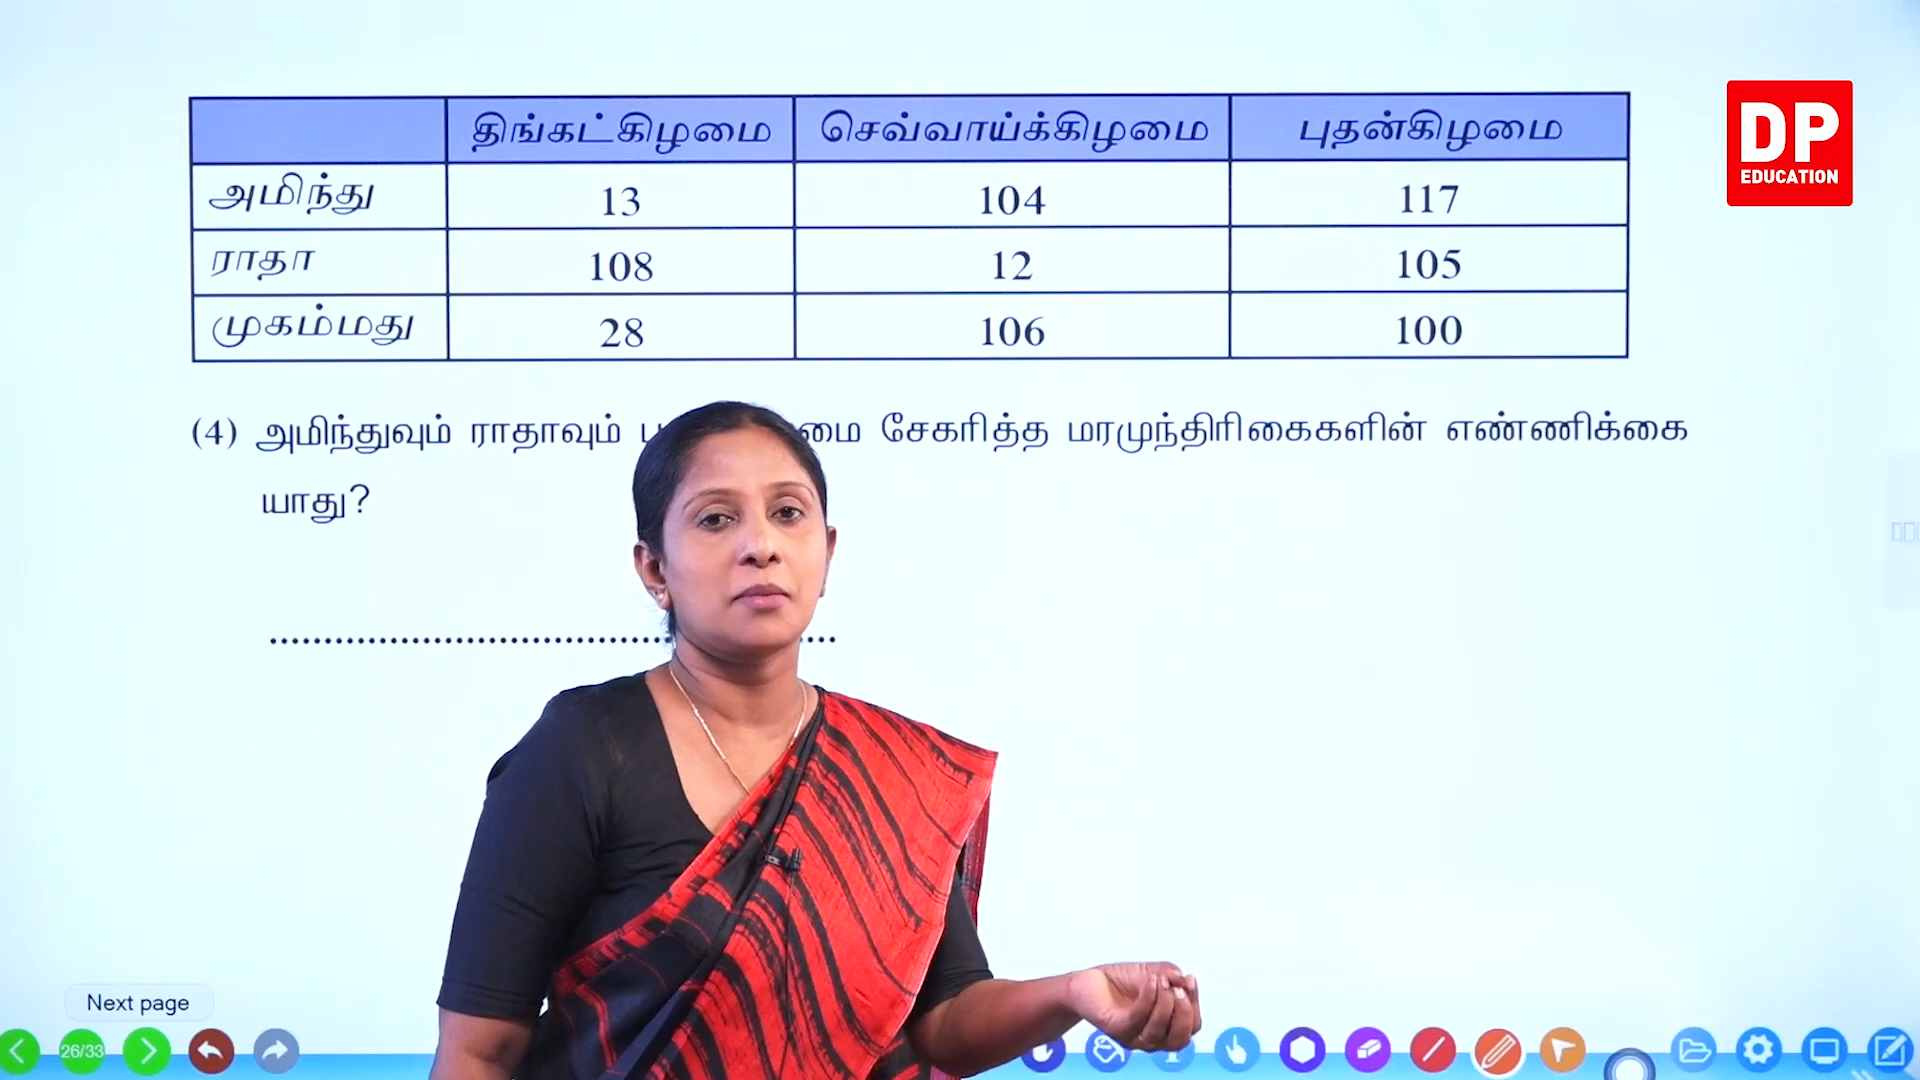 DP
EDUCATION
திங்கட்கிழமை செவ்வாய்க்கிழமை புதன்கிழமை
அமிந்து 13 104 117
ராதா 108 12 105
முகம்மது 28 106 100
(4) அமிந்துவும் ராதாவும் சேகரித்த மரமுந்திரிகைகளின் எண்ணிக்கை
யாது?
Next page
26/33